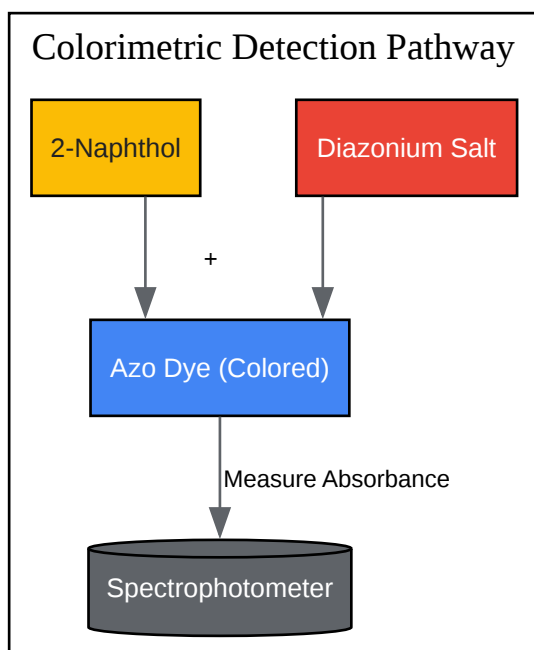 Colorimetric Detection Pathway
2-Naphthol
Diazonium Salt
+
Azo Dye (Colored)
Measure Absorbance
Spectrophotometer